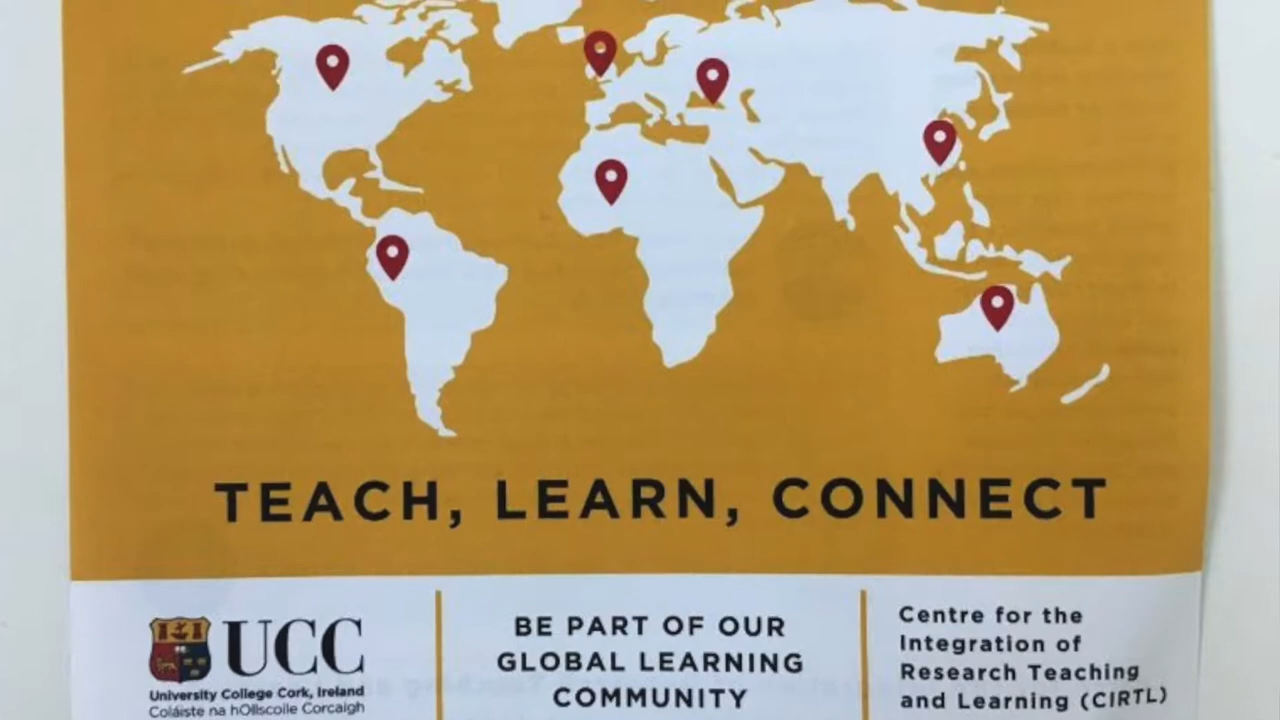 TEACH, LEARN, CONNECT
UCC
University College Cork, Ireland
Coláiste na hOllscoile Corcaigh
BE PART OF OUR
GLOBAL LEARNING
COMMUNITY
Centre for the
Integration of
Research Teaching
and Learning (CIRTL)